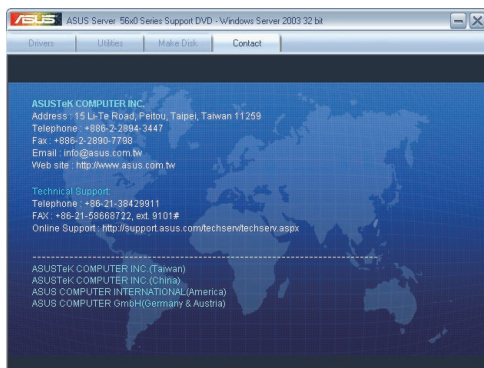 ASUS ASUS Server 56x0 Series Support DVD - Windows Server 2003 32 bit
Drivers Utilities Make Disk Contact
ASUSTeK COMPUTER INC.
Address : 15 Li-Te Road, Peitou, Taipei, Taiwan 11259
Telephone : +886-2-2894-3447
Fax : +886-2-2890-7798
Email : info@asus.com.tw
Web site : http://www.asus.com.tw
Technical Support:
Telephone : +86-21-38429911
FAX : +86-21-58668722, ext. 9101#
Online Support : http://support.asus.com/techserv/techserv.aspx
ASUSTeK COMPUTER INC.(Taiwan)
ASUSTeK COMPUTER INC.(China)
ASUS COMPUTER INTERNATIONAL(America)
ASUS COMPUTER GmbH(Germany & Austria)